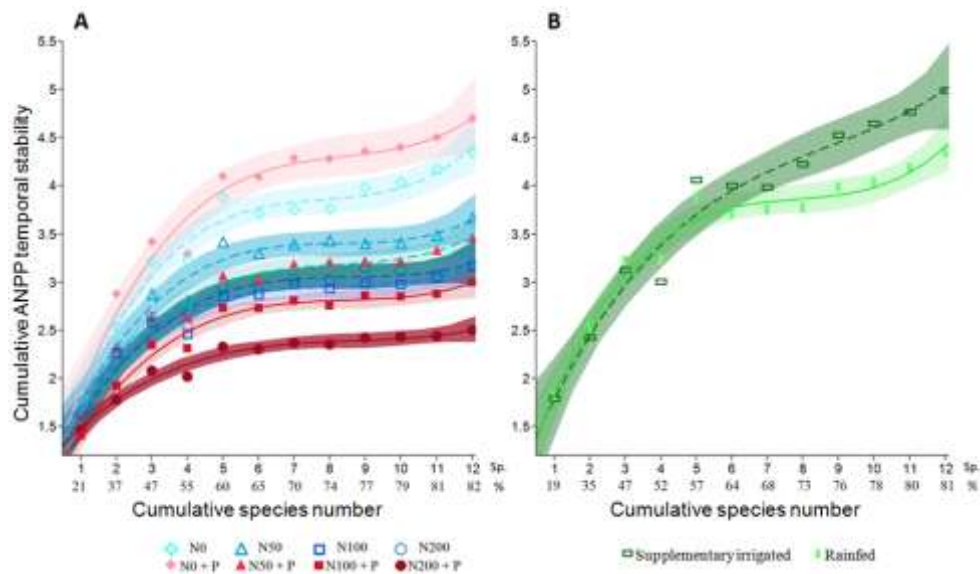 A
B
Cumulative ANPP temporal stability
5.5
5
4.5
4
3.5
3
2.5
2
1.5
1 2 3 4 5 6 7 8 9 10 11 12 Sp.
21 37 47 55 60 65 70 74 77 79 81 82 %
Cumulative species number
N0 N50 N100 N200
N0 + P N50 + P N100 + P N200 + P
5.5
5
4.5
4
3.5
3
2.5
2
1.5
1 2 3 4 5 6 7 8 9 10 11 12 Sp.
19 35 47 52 57 64 68 73 76 78 80 81 %
Cumulative species number
Supplementary irrigated Rainfed